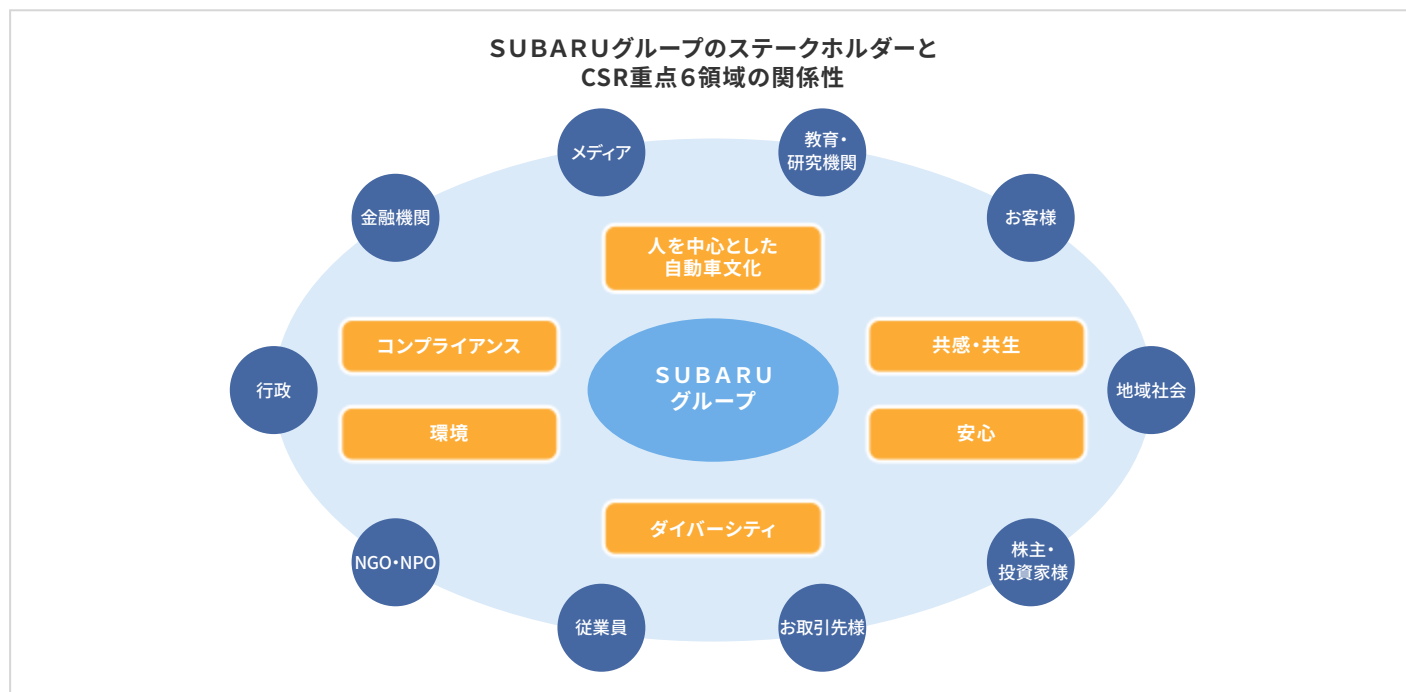 SUBARUグループのステークホルダーと
CSR重点6領域の関係性
メディア
教育・
研究機関
金融機関
お客様
人を中心とした
自動車文化
コンプライアンス
共感・共生
SUBARU
グループ
行政
地域社会
環境
安心
ダイバーシティ
NGO・NPO
株主・
投資家様
従業員
お取引先様